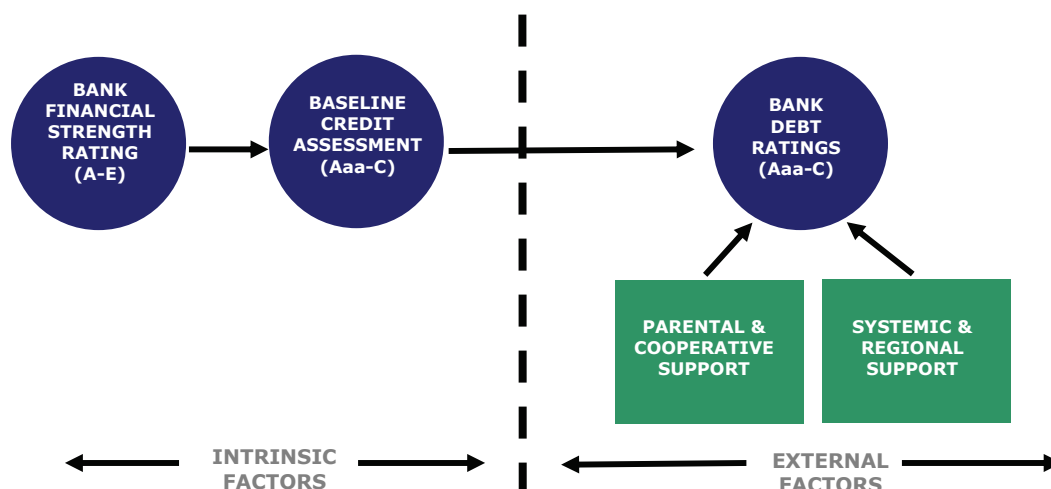 BANK
FINANCIAL
STRENGTH
RATING
(A-E)
BASELINE
CREDIT
ASSESSMENT
(Aaa-C)
BANK
DEBT
RATINGS
(Aaa-C)
PARENTAL &
COOPERATIVE
SUPPORT
SYSTEMIC &
REGIONAL
SUPPORT
INTRINSIC
FACTORS
EXTERNAL
FACTORS